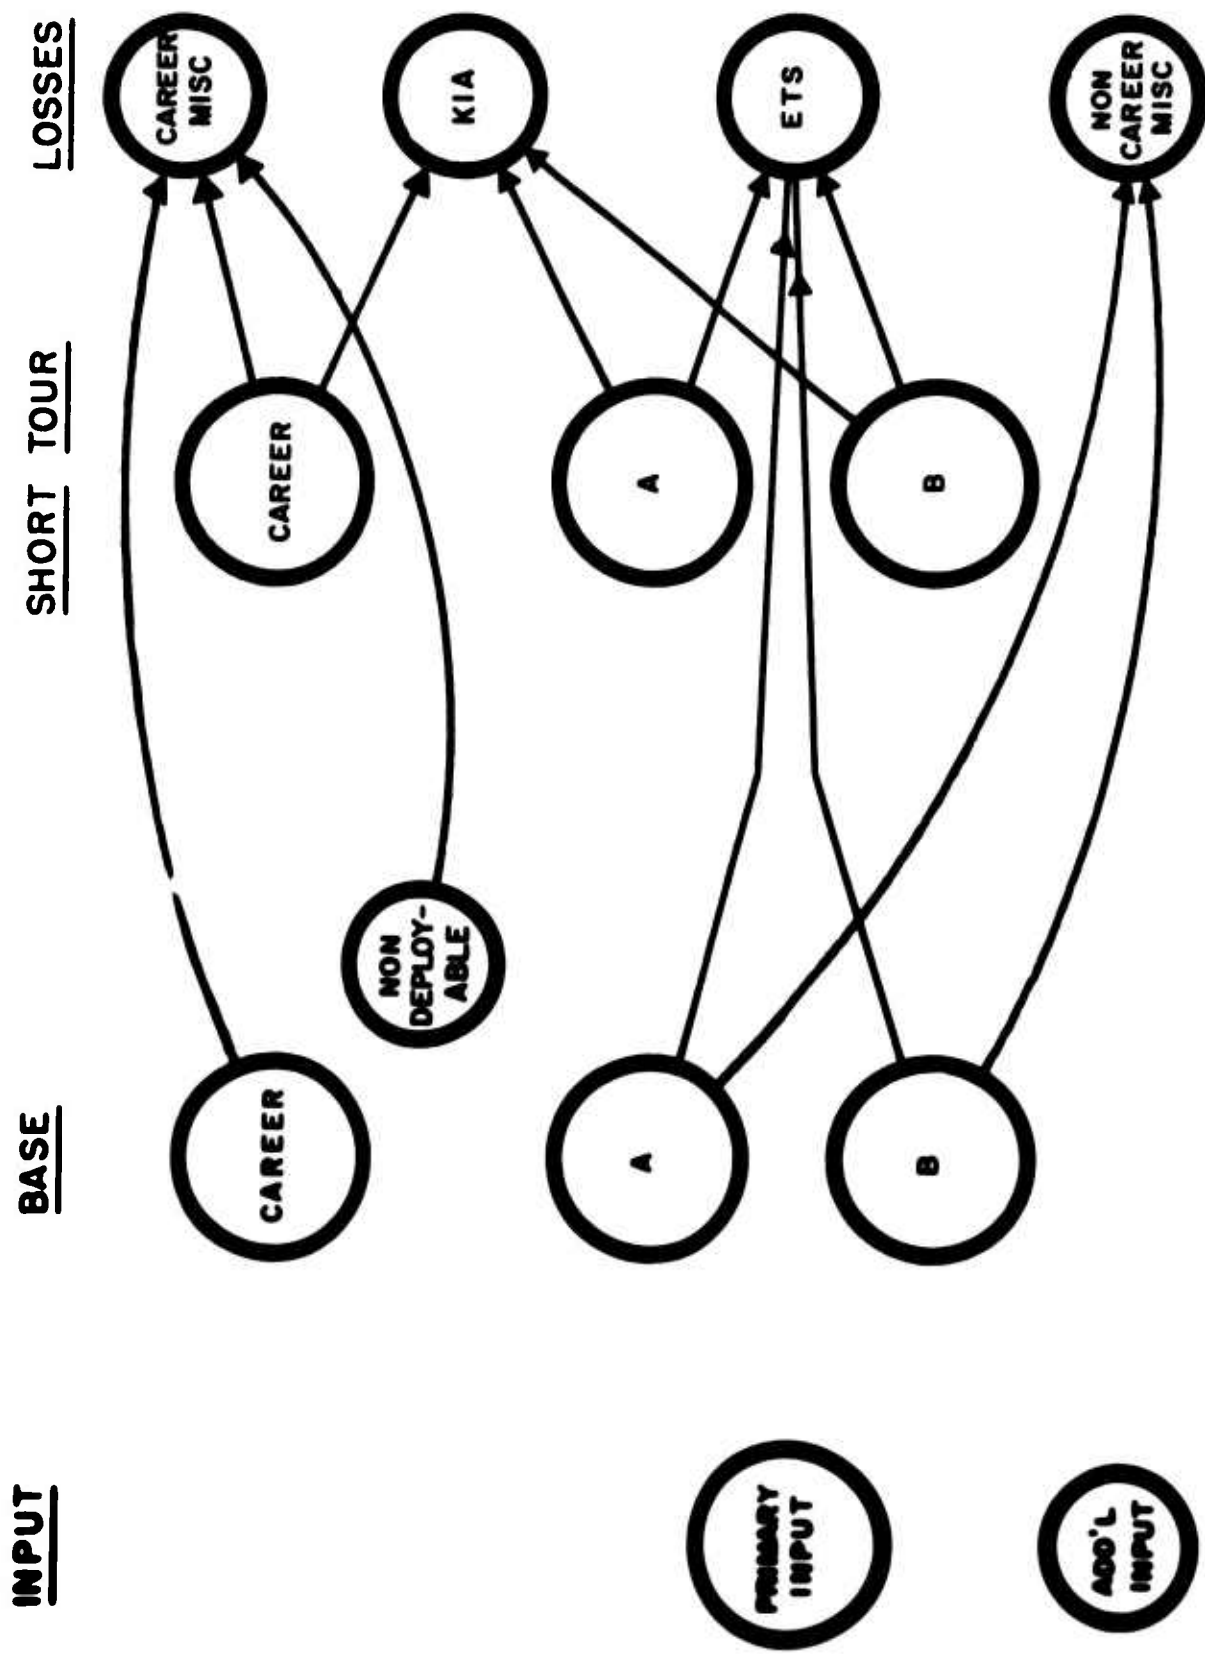 INPUT
BASE
SHORT TOUR
LOSSES
CAREER
CAREER
CAREER
MISC
NON
DEPLOY-
ABLE
KIA
A
A
PRIMARY
INPUT
ETS
B
B
ADD'L
INPUT
NON
CAREER
MISC